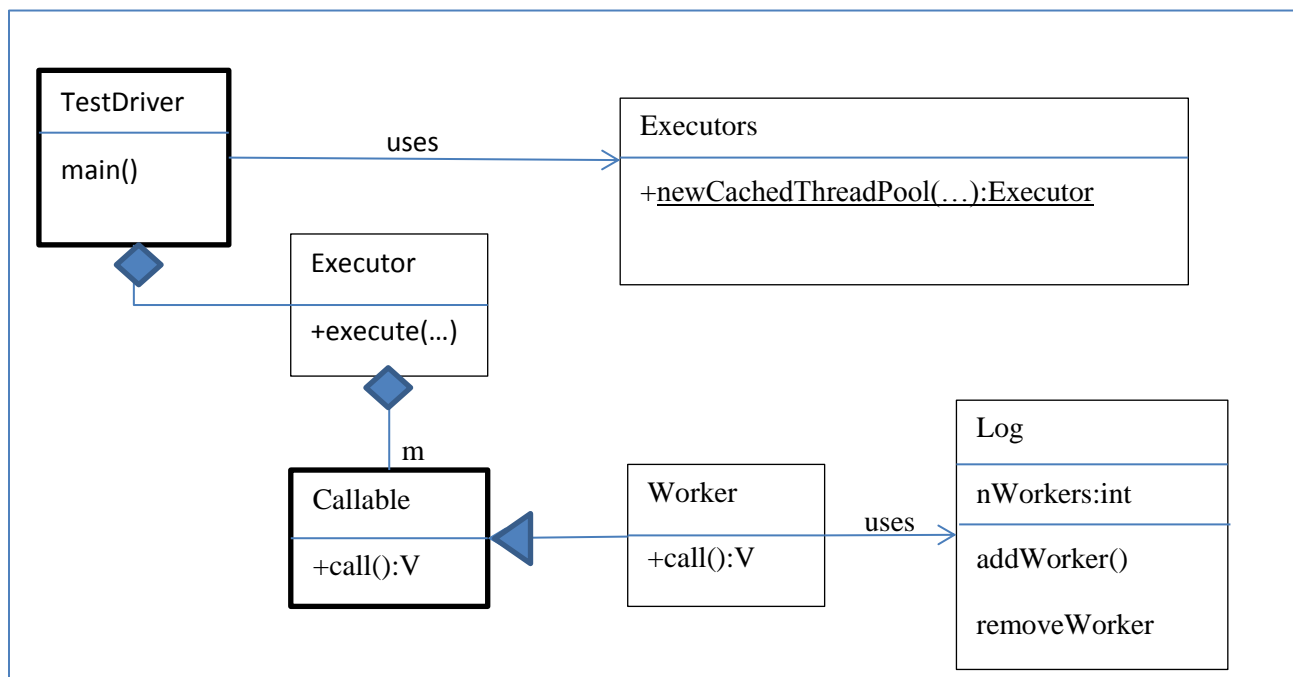 TestDriver
main()
uses
Executors
+newCachedThreadPool(…):Executor
Executor
+execute(…)
m
Callable
+call():V
Worker
+call():V
uses
Log
nWorkers:int
addWorker()
removeWorker